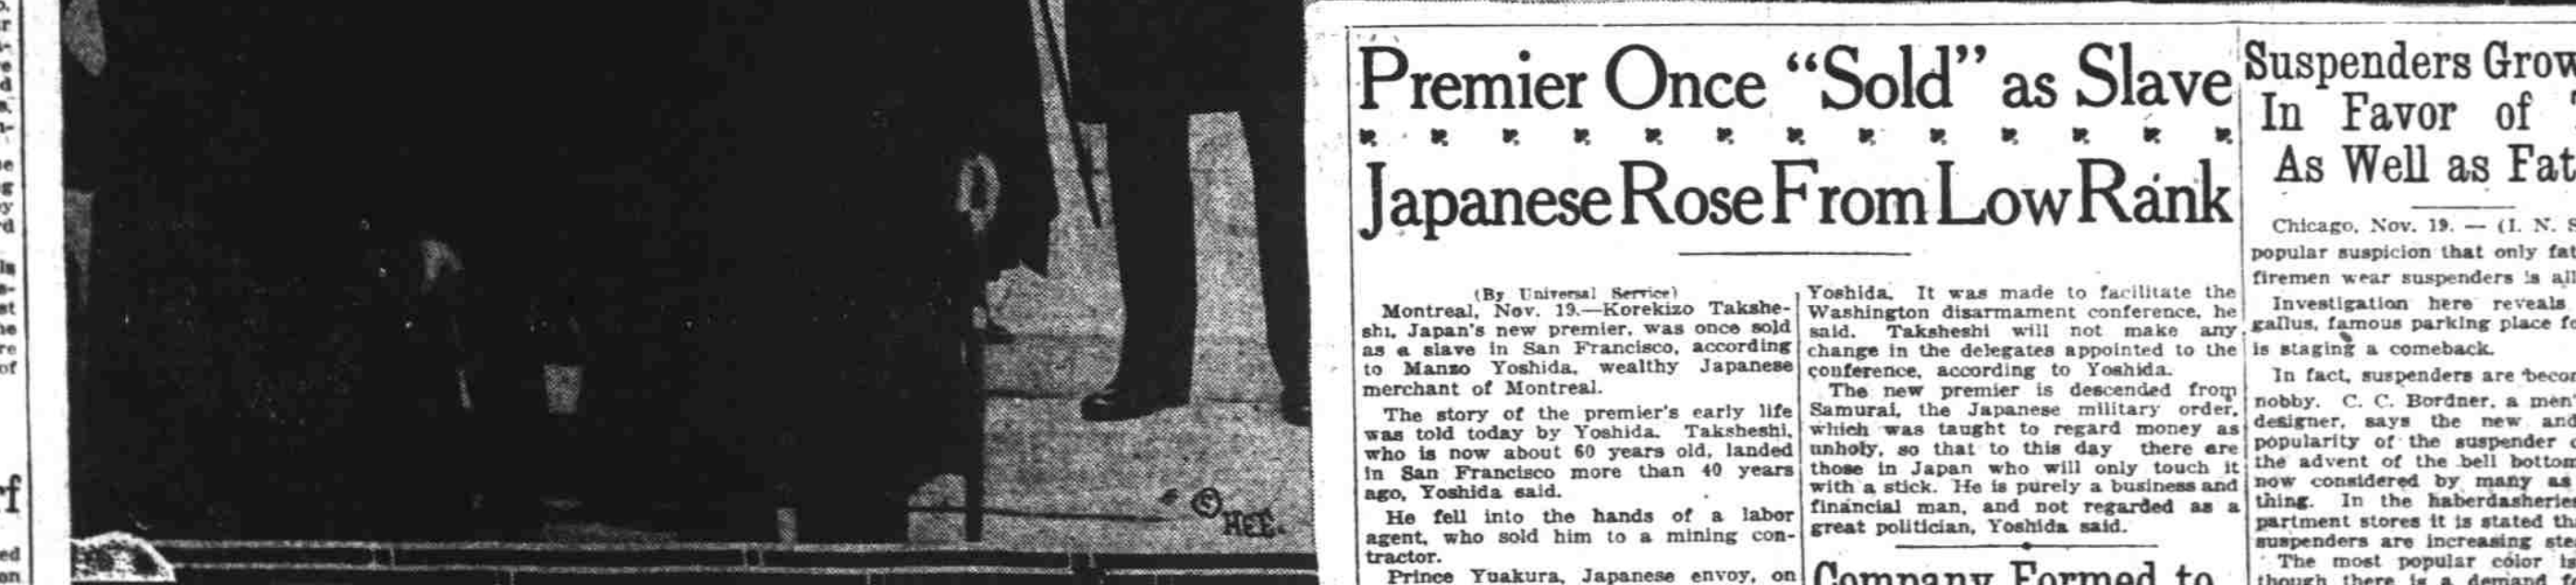 Premier Once “Sold” as Slave
Japanese Rose From Low Rank
(By Universal Service)
Montreal, Nov. 19.—Korekizo Takshe-
shi, Japan's new premier, was once sold
as a slave in San Francisco, according
to Manzo Yoshida, wealthy Japanese
merchant of Montreal.
The story of the premier's early life
was told today by Yoshida. Taksheshi,
who is now about 60 years old, landed
in San Francisco more than 40 years
ago, Yoshida said.
He fell into the hands of a labor
agent, who sold him to a mining con-
tractor.
Prince Yuakura, Japanese envoy, on
Yoshida. It was made to facilitate the
Washington disarmament conference, he
said. Taksheshi will not make any
change in the delegates appointed to the
conference, according to Yoshida.
The new premier is descended from
Samurai, the Japanese military order,
which was taught to regard money as
unholy, so that to this day there are
those in Japan who will only touch it
with a stick. He is purely a business and
financial man, and not regarded as a
great politician, Yoshida said.
Company Formed to
Suspenders Grow
In Favor of
As Well as Fat
Chicago, Nov. 19. — (I. N. S
popular suspicion that only fat
firemen wear suspenders is all
Investigation here reveals
gallus, famous parking place fo
is staging a comeback.
In fact, suspenders are becom
nobby. C. C. Bordner, a men'
designer, says the new and
popularity of the suspender
the advent of the bell bottom
now considered by many as
thing. In the haberdasheries
partment stores it is stated tha
suspenders are increasing ste
The most popular color is
though there is a demand
© HEE.